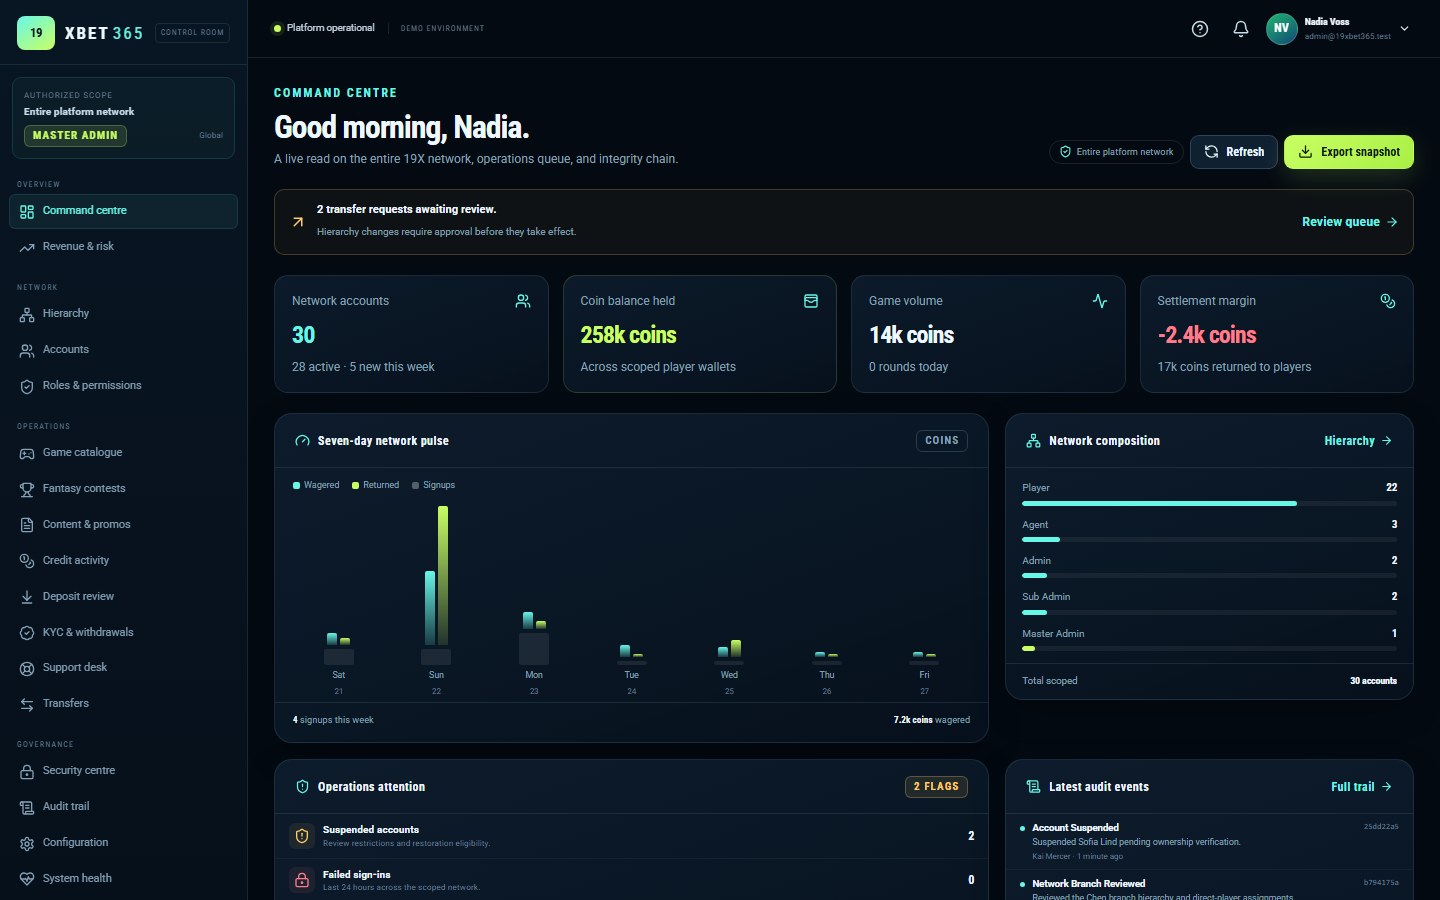 19
XBET 365
CONTROL ROOM
AUTHORIZED SCOPE
Entire platform network
MASTER ADMIN
Global
OVERVIEW
Command centre
Revenue & risk
NETWORK
Hierarchy
Accounts
Roles & permissions
OPERATIONS
Game catalogue
Fantasy contests
Content & promos
Credit activity
Deposit review
KYC & withdrawals
Support desk
Transfers
GOVERNANCE
Security centre
Audit trail
Configuration
System health
Platform operational
DEMO ENVIRONMENT
NV
Nadia Voss
admin@19xbet365.test
COMMAND CENTRE
Good morning, Nadia.
A live read on the entire 19X network, operations queue, and integrity chain.
Entire platform network
Refresh
Export snapshot
2 transfer requests awaiting review.
Hierarchy changes require approval before they take effect.
Review queue
Network accounts
30
28 active · 5 new this week
Coin balance held
258k coins
Across scoped player wallets
Game volume
14k coins
0 rounds today
Settlement margin
-2.4k coins
17k coins returned to players
Seven-day network pulse
COINS
Wagered Returned Signups
Sat Sun Mon Tue Wed Thu Fri
21 22 23 24 25 26 27
4 signups this week
7.2k coins wagered
Network composition
Hierarchy
Player 22
Agent 3
Admin 2
Sub Admin 2
Master Admin 1
Total scoped 30 accounts
Operations attention
2 FLAGS
Suspended accounts
Review restrictions and restoration eligibility.
2
Failed sign-ins
Last 24 hours across the scoped network.
0
Latest audit events
Full trail
Account Suspended
25dd22a5
Suspended Sofia Lind pending ownership verification.
Kai Mercer · 1 minute ago
Network Branch Reviewed
b794175a
Reviewed the Chen branch hierarchy and direct-player assignments